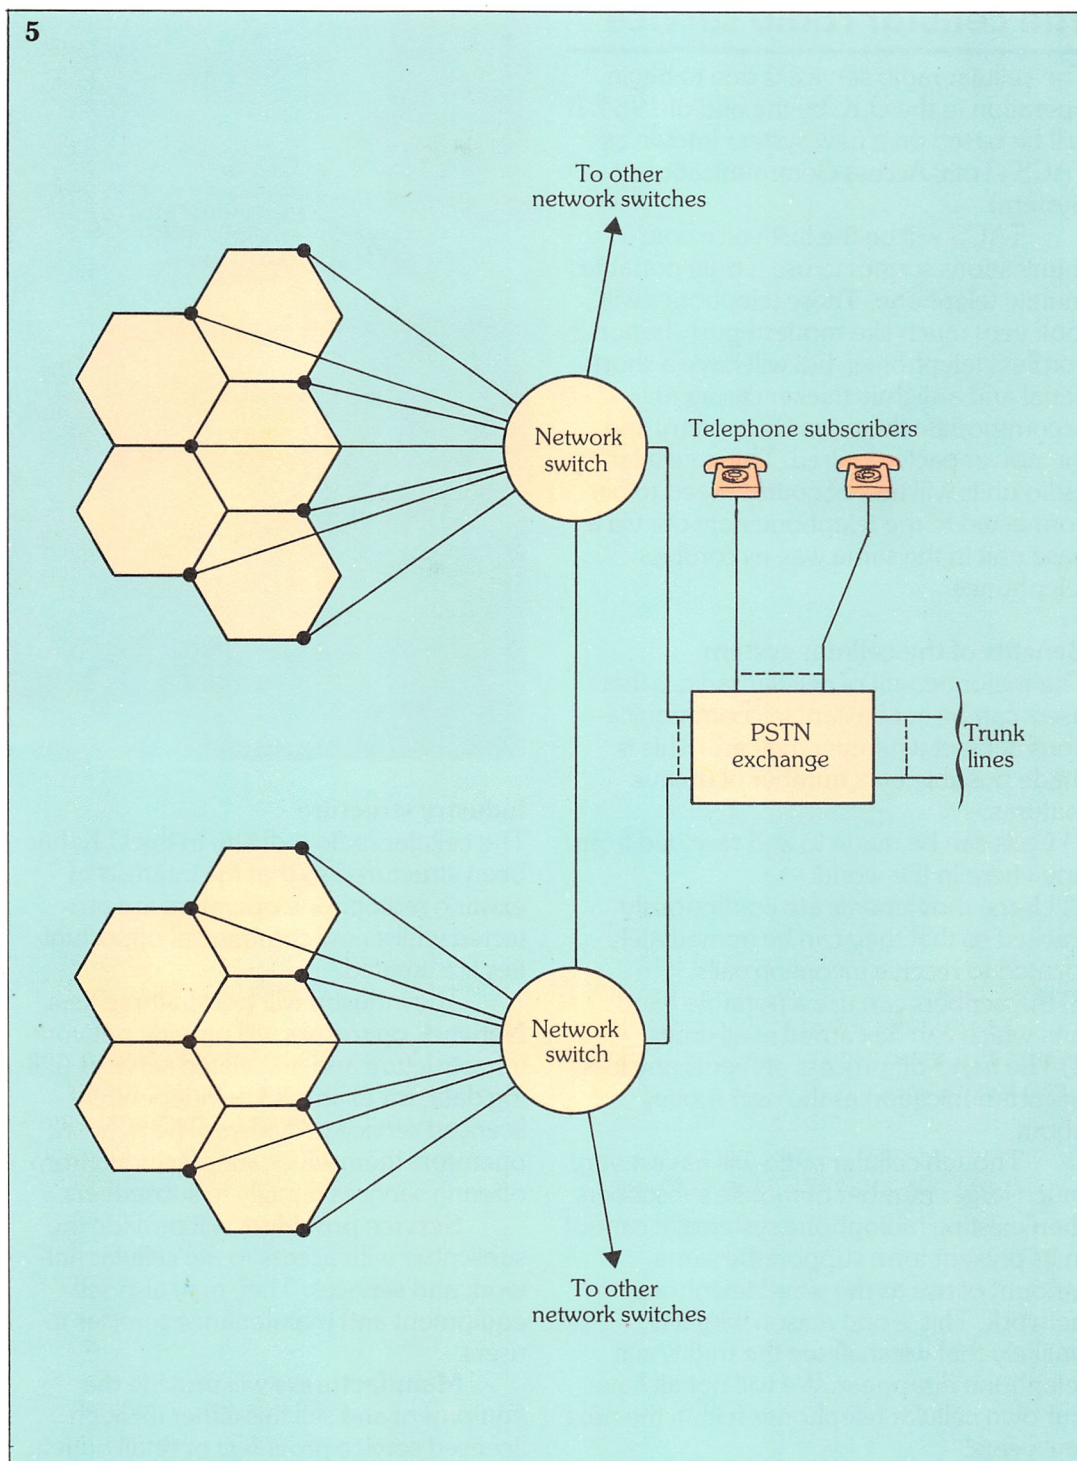 5
To other
network switches
Network
switch
Telephone subscribers
PSTN
exchange
Trunk
lines
Network
switch
To other
network switches